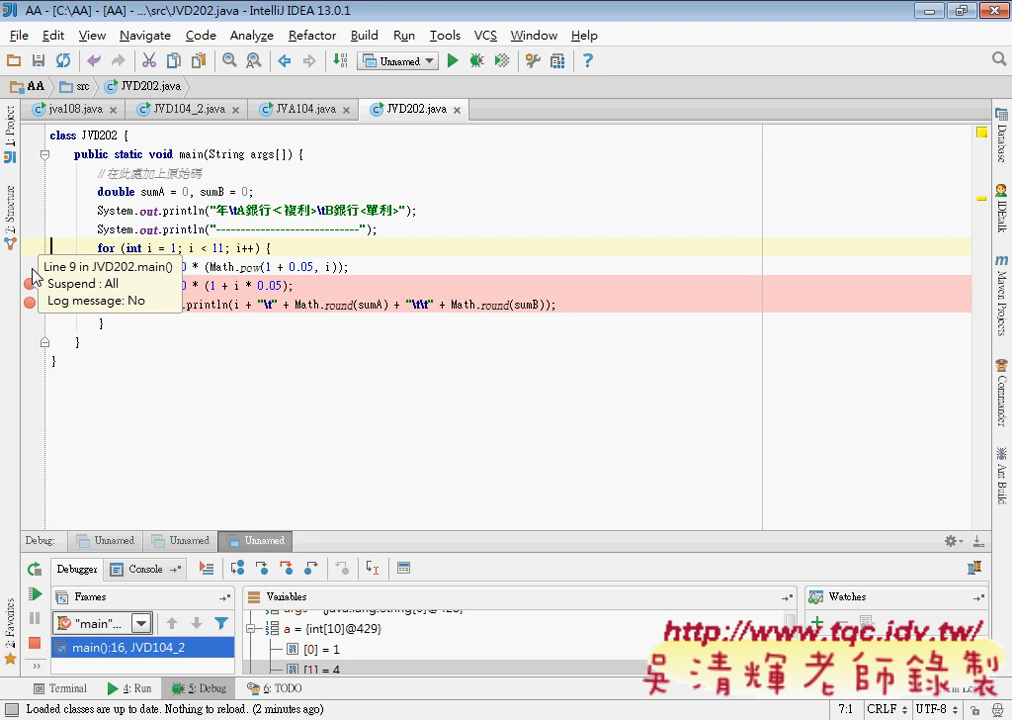 AA - [C:\AA] - [AA] - ...\src\JVD202.java - IntelliJ IDEA 13.0.1
File Edit View Navigate Code Analyze Refactor Build Run Tools VCS Window Help
Unnamed
AA src JVD202.java
jva108.java JVD104_2.java JVA104.java JVD202.java
1: Project
2: Structure
2: Favorites
class JVD202 {
public static void main(String args[]) {
//在此處加上原始碼
double sumA = 0, sumB = 0;
System.out.println("年\tA銀行<複利>\tB銀行<單利>");
System.out.println("-----------------------------");
for (int i = 1; i < 11; i++) {
0 * (Math.pow(1 + 0.05, i));
0 * (1 + i * 0.05);
.println(i + "\t" + Math.round(sumA) + "\t\t" + Math.round(sumB));
}
}
}
Line 9 in JVD202.main()
Suspend : All
Log message: No
Database
IDEtalk
Maven Projects
Commander
Ant Build
Debug: Unnamed Unnamed Unnamed
Debugger Console
Frames Variables Watches
"main"...
main():16, JVD104_2
a = {int[10]@429}
[0] = 1
[1] = 4
http://www.tqc.idv.tw/
吳清輝老師錄製
Terminal 4: Run 5: Debug 6: TODO
Loaded classes are up to date. Nothing to reload. (2 minutes ago) 7:1 CRLF UTF-8